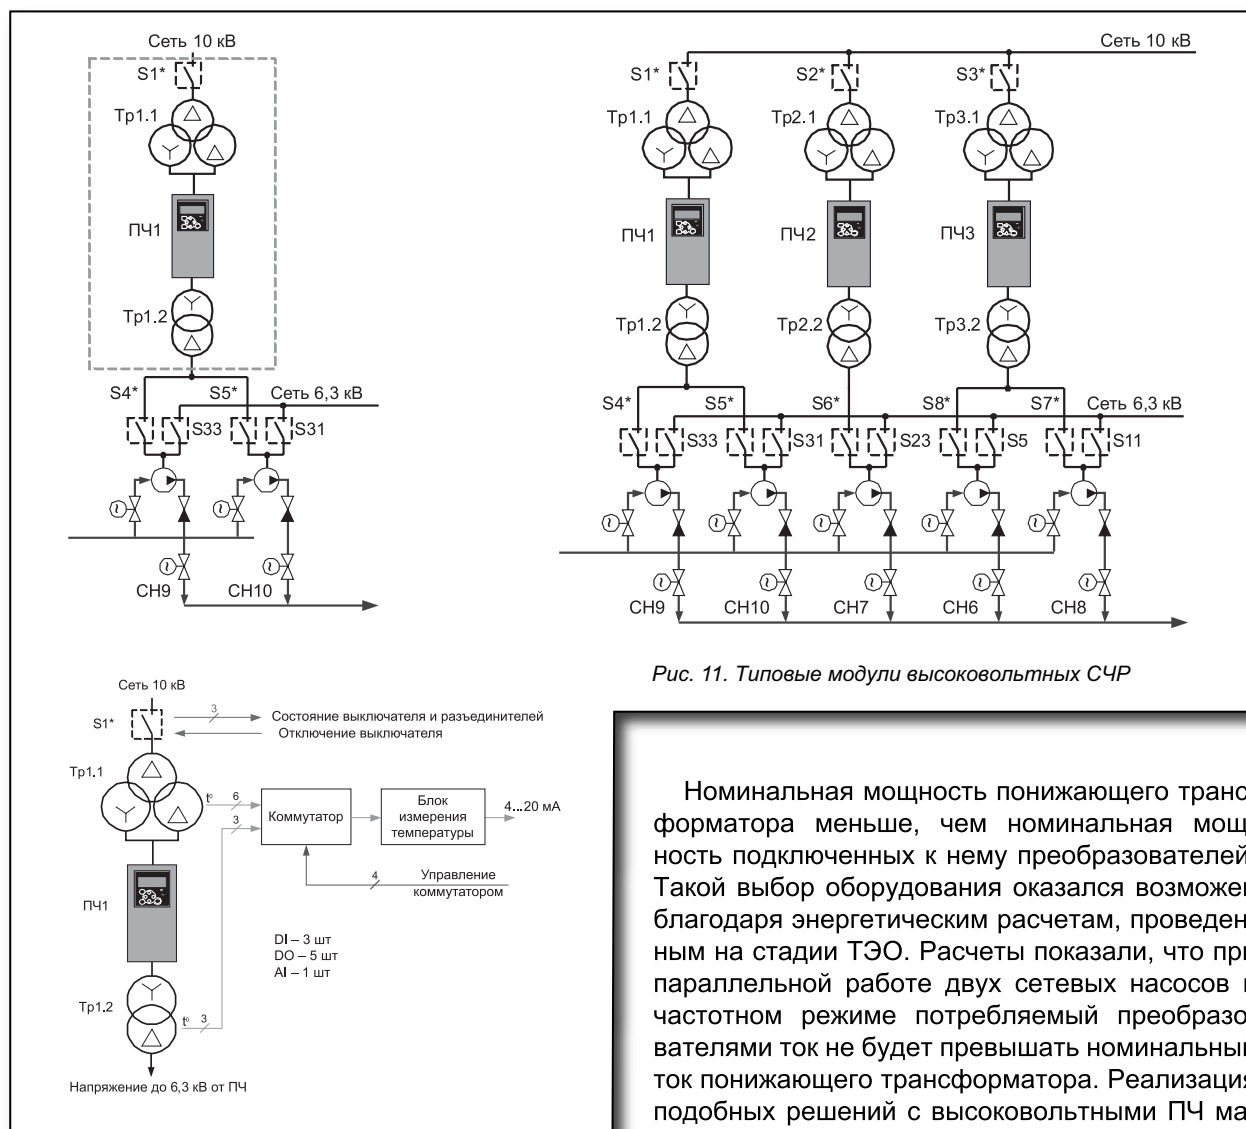 Сеть 10 кВ
S1*
Тр1.1
ПЧ1
Тр1.2
S4*
S5*
Сеть 6,3 кВ
S33
S31
СН9
СН10
Сеть 10 кВ
S1*
S2*
S3*
Тр1.1
Тр2.1
Тр3.1
ПЧ1
ПЧ2
ПЧ3
Тр1.2
Тр2.2
Тр3.2
S4*
S5*
S6*
S8*
S7*
Сеть 6,3 кВ
S33
S31
S23
S5
S11
СН9
СН10
СН7
СН6
СН8
Рис. 11. Типовые модули высоковольтных СЧР
Сеть 10 кВ
S1*
3
Состояние выключателя и разъединителей
Отключение выключателя
Тр1.1
t° 6
3
Коммутатор
Блок
измерения
температуры
4...20 мА
4
Управление
коммутатором
ПЧ1
DI – 3 шт
DO – 5 шт
AI – 1 шт
Тр1.2
t° 3
Напряжение до 6,3 кВ от ПЧ
Номинальная мощность понижающего транс
форматора меньше, чем номинальная мощ
ность подключенных к нему преобразователей
Такой выбор оборудования оказался возможен
благодаря энергетическим расчетам, проведен
ным на стадии ТЭО. Расчеты показали, что при
параллельной работе двух сетевых насосов
частотном режиме потребляемый преобразо
вателями ток не будет превышать номинальный
ток понижающего трансформатора. Реализация
подобных решений с высоковольтными ПЧ ма